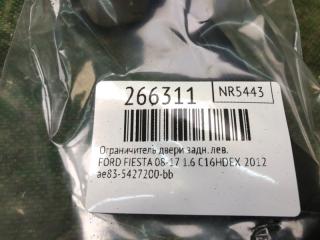 266311
NR5443
Ограничитель двери задн.лев.
FORD FIESTA 08-17 1.6 C16HDEX 2012
ae83-5427200-bb